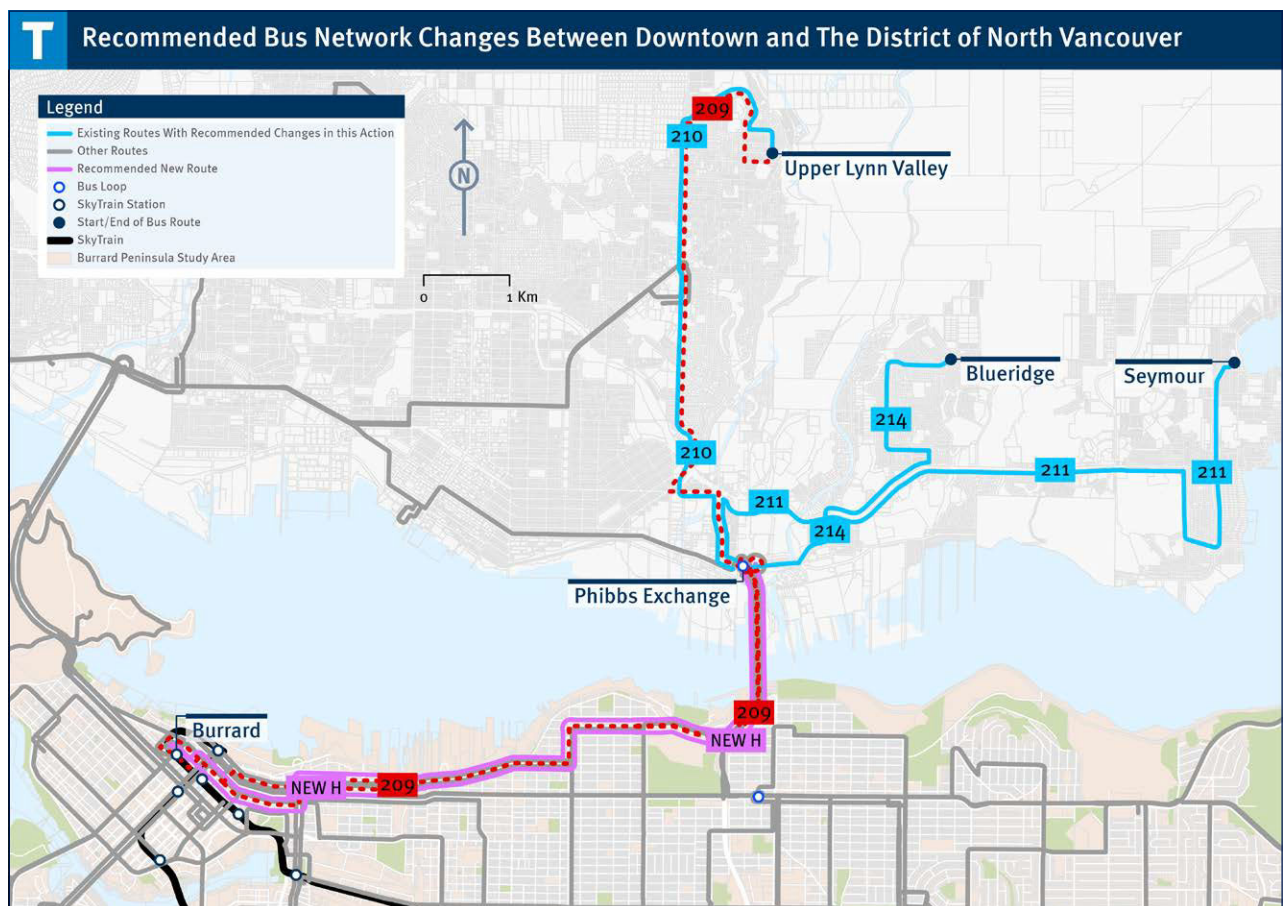 T
Recommended Bus Network Changes Between Downtown and The District of North Vancouver
Legend
Existing Routes With Recommended Changes in this Action
Other Routes
Recommended New Route
Bus Loop
SkyTrain Station
Start/End of Bus Route
SkyTrain
Burrard Peninsula Study Area
N
0 1 Km
209
210
Upper Lynn Valley
Blueridge
Seymour
214
210
211
211
211
214
Phibbs Exchange
209
Burrard
NEW H
NEW H
209